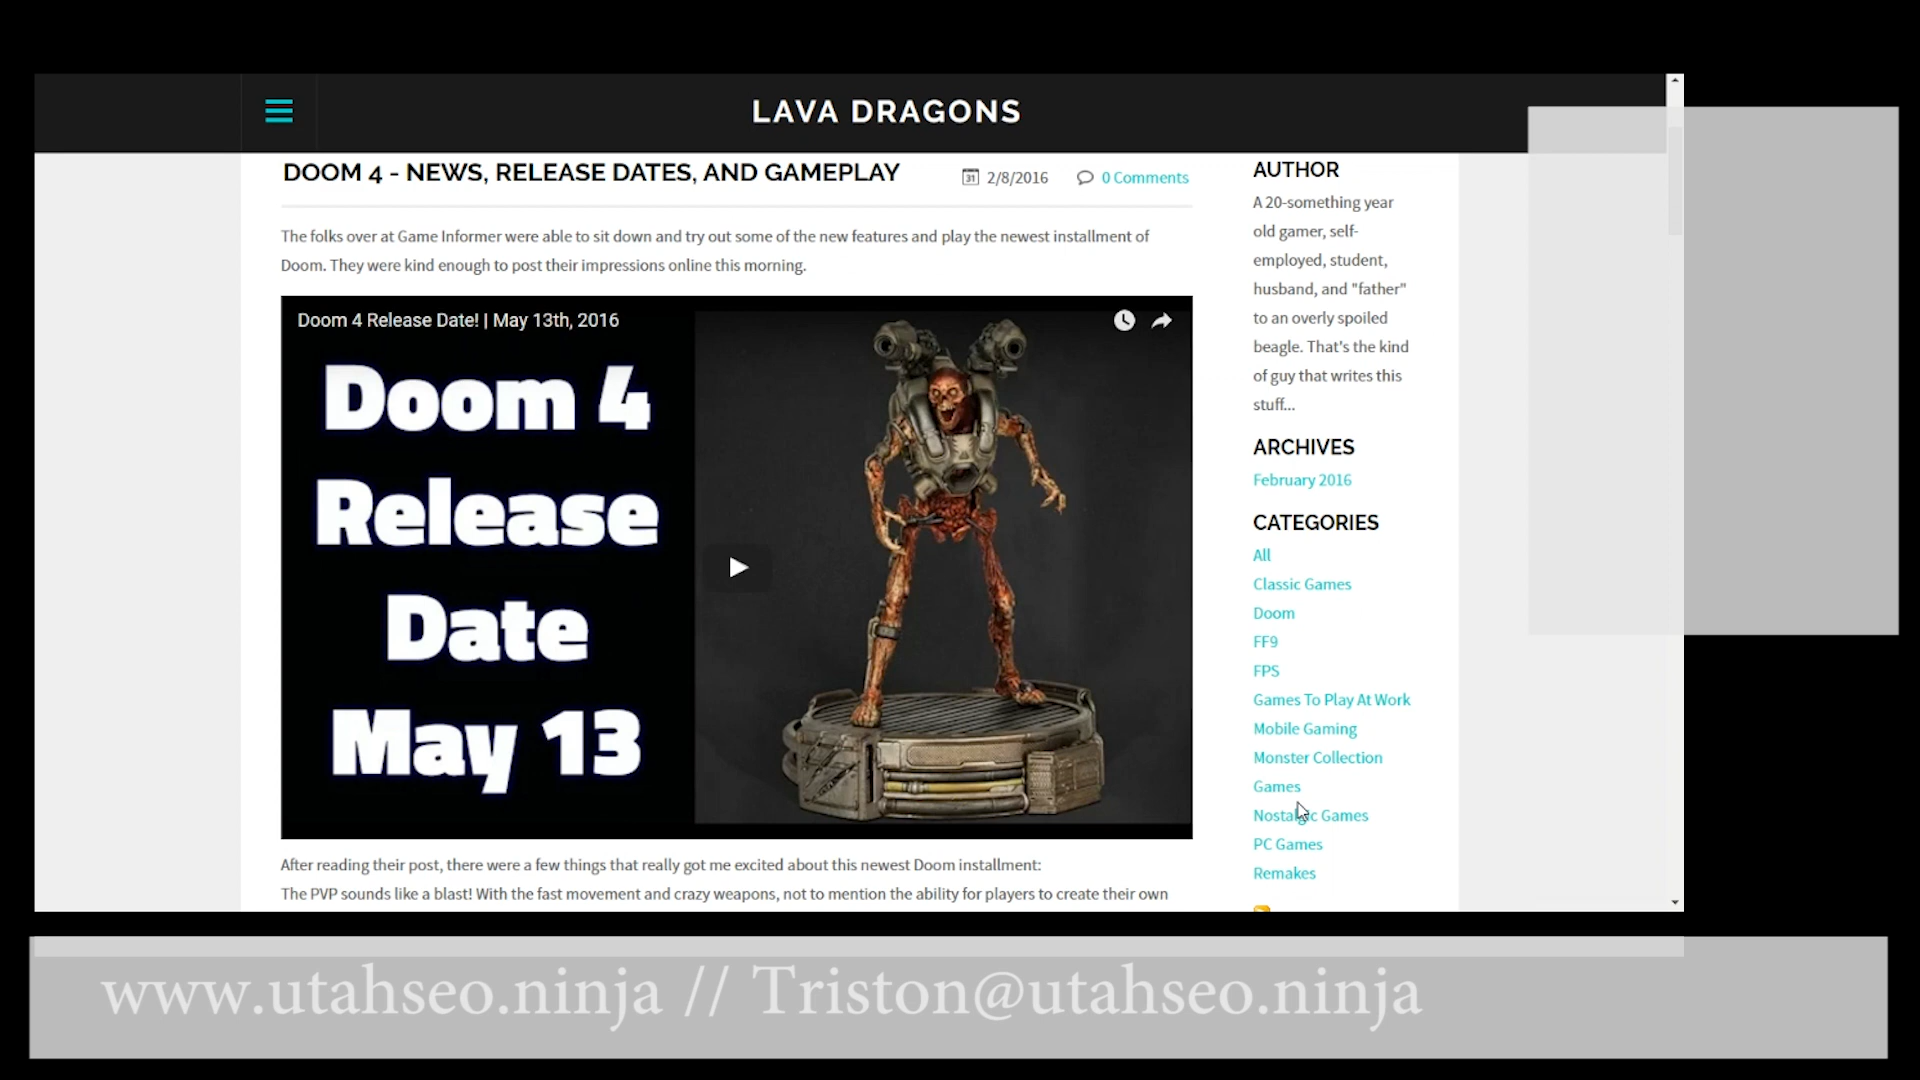 LAVA DRAGONS
DOOM 4 - NEWS, RELEASE DATES, AND GAMEPLAY
31 2/8/2016
0 Comments
The folks over at Game Informer were able to sit down and try out some of the new features and play the newest installment of
Doom. They were kind enough to post their impressions online this morning.
Doom 4 Release Date! | May 13th, 2016
Doom 4
Release
Date
May 13
After reading their post, there were a few things that really got me excited about this newest Doom installment:
The PVP sounds like a blast! With the fast movement and crazy weapons, not to mention the ability for players to create their own
AUTHOR
A 20-something year
old gamer, self-
employed, student,
husband, and "father"
to an overly spoiled
beagle. That's the kind
of guy that writes this
stuff...
ARCHIVES
February 2016
CATEGORIES
All
Classic Games
Doom
FF9
FPS
Games To Play At Work
Mobile Gaming
Monster Collection
Games
Nostalgic Games
PC Games
Remakes
www.utahseo.ninja // Triston@utahseo.ninja